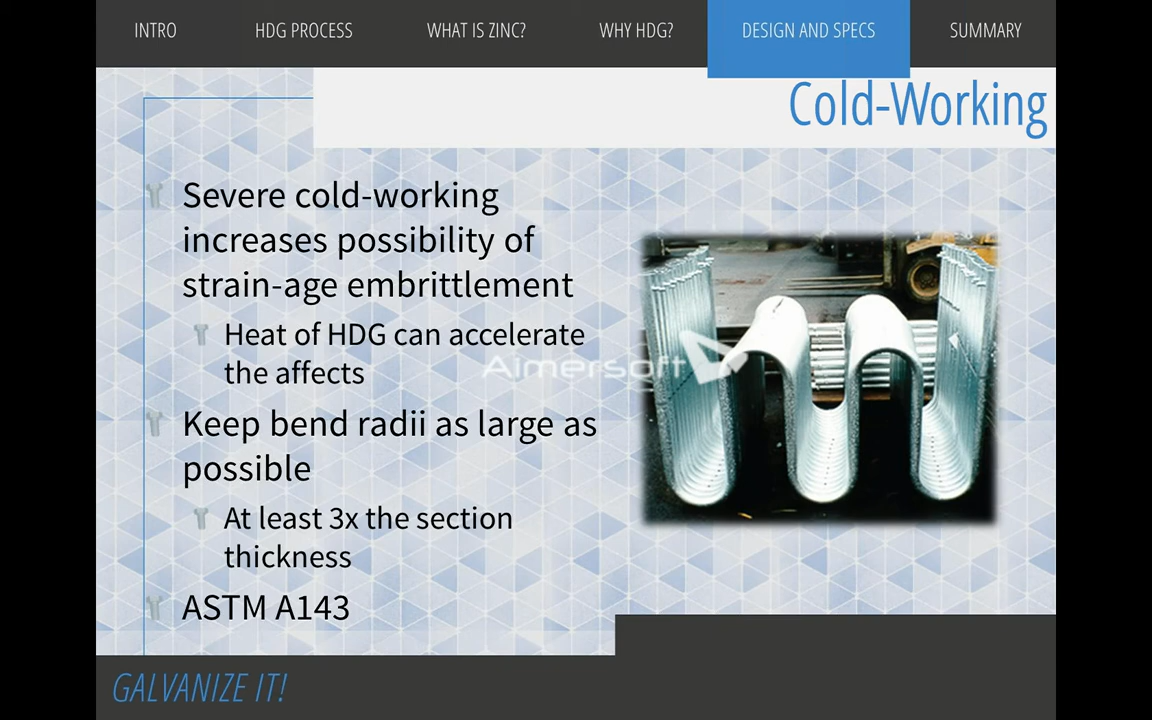 INTRO HDG PROCESS WHAT IS ZINC? WHY HDG? DESIGN AND SPECS SUMMARY
Cold-Working
Severe cold-working
increases possibility of
strain-age embrittlement
Heat of HDG can accelerate
the affects
Aimersoft
Keep bend radii as large as
possible
At least 3x the section
thickness
ASTM A143
GALVANIZE IT!